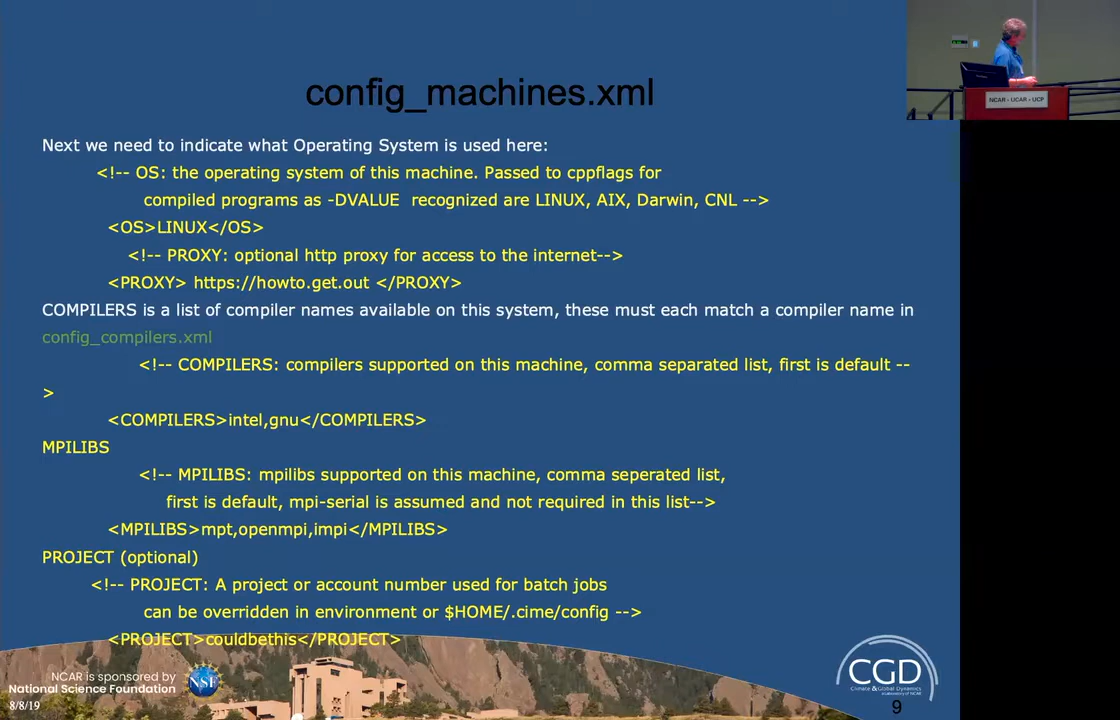 config_machines.xml
NCAR - UCAR - UCP
Next we need to indicate what Operating System is used here:
<!-- OS: the operating system of this machine. Passed to cppflags for
compiled programs as -DVALUE  recognized are LINUX, AIX, Darwin, CNL -->
<OS>LINUX</OS>
<!-- PROXY: optional http proxy for access to the internet-->
<PROXY> https://howto.get.out </PROXY>
COMPILERS is a list of compiler names available on this system, these must each match a compiler name in
config_compilers.xml
<!-- COMPILERS: compilers supported on this machine, comma separated list, first is default --
>
<COMPILERS>intel,gnu</COMPILERS>
MPILIBS
<!-- MPILIBS: mpilibs supported on this machine, comma seperated list,
first is default, mpi-serial is assumed and not required in this list-->
<MPILIBS>mpt,openmpi,impi</MPILIBS>
PROJECT (optional)
<!-- PROJECT: A project or account number used for batch jobs
can be overridden in environment or $HOME/.cime/config -->
<PROJECT>couldbethis</PROJECT>
NCAR is sponsored by
National Science Foundation
NSF
8/8/19
CGD
Climate & Global Dynamics
9